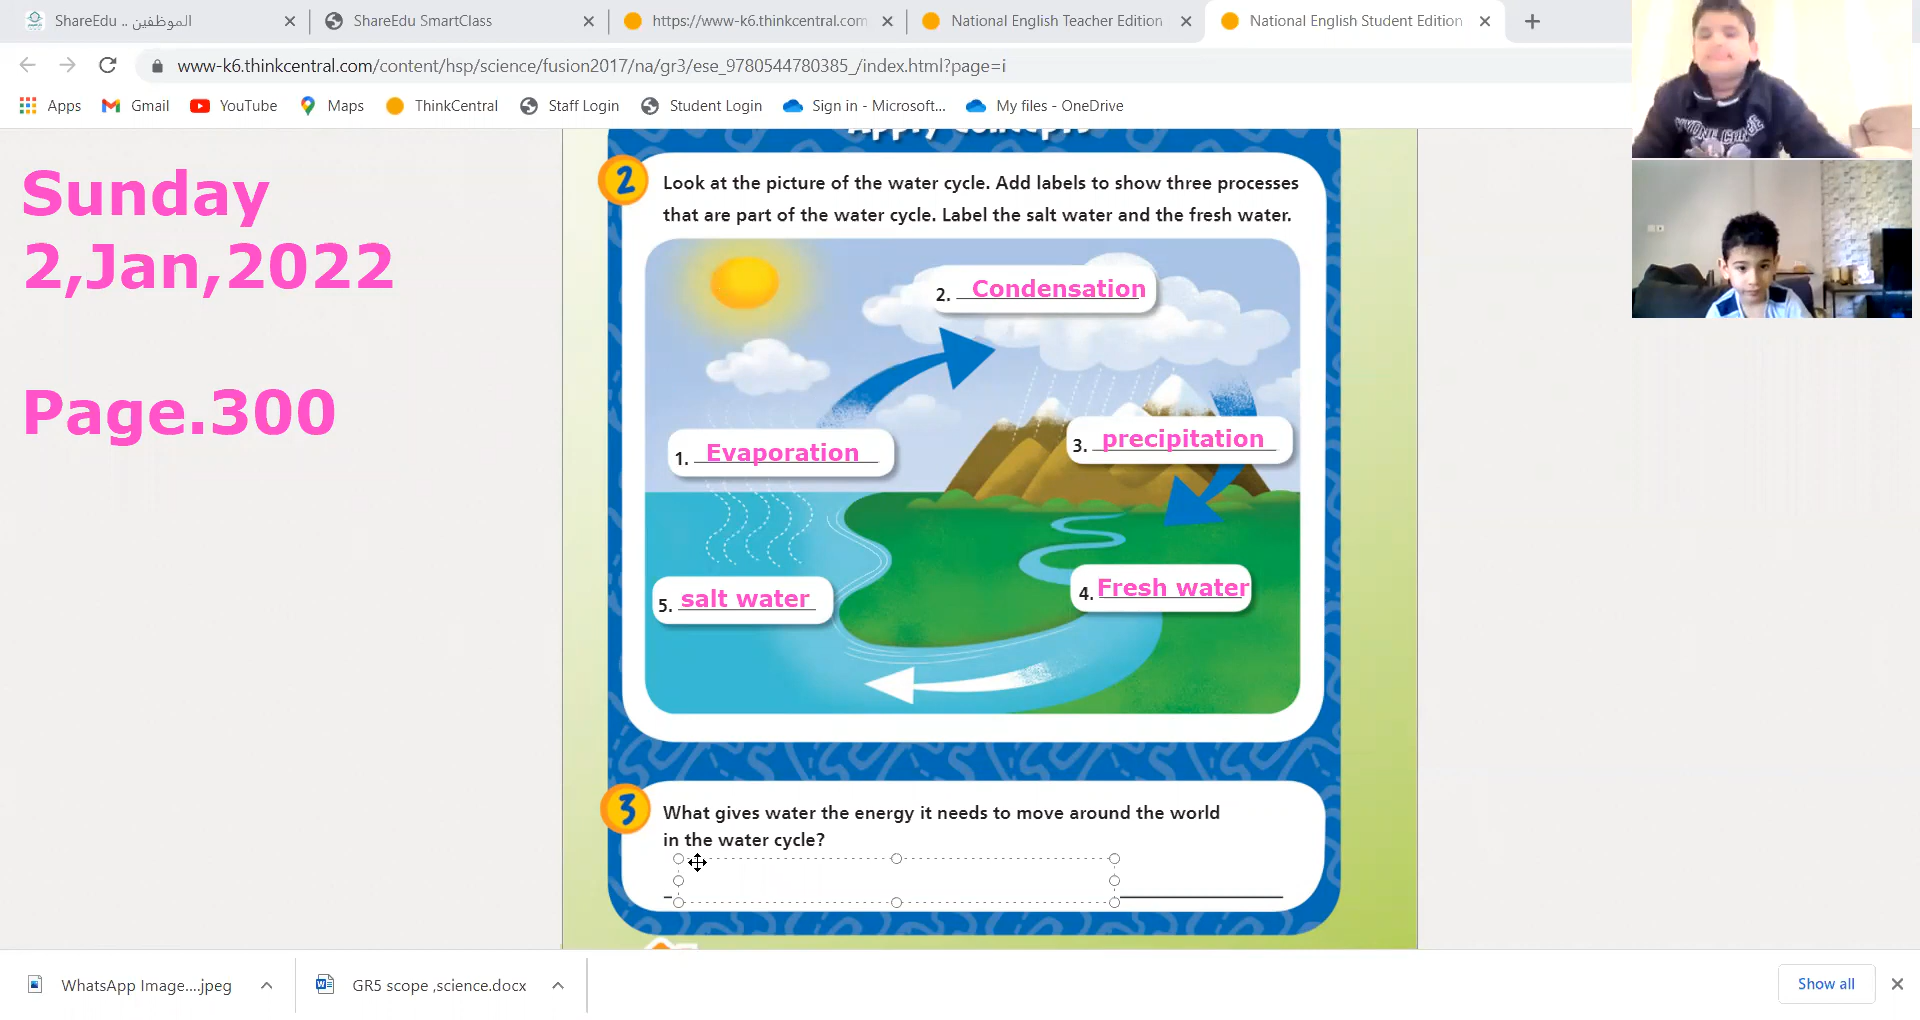 ShareEdu .. الموظفين
ShareEdu SmartClass
https://www-k6.thinkcentral.com
National English Teacher Edition
National English Student Edition
www-k6.thinkcentral.com/content/hsp/science/fusion2017/na/gr3/ese_9780544780385_/index.html?page=i
Apps
Gmail
YouTube
Maps
ThinkCentral
Staff Login
Student Login
Sign in - Microsoft...
My files - OneDrive
Sunday
2,Jan,2022
Page.300
Apply Concepts
2
Look at the picture of the water cycle. Add labels to show three processes
that are part of the water cycle. Label the salt water and the fresh water.
2. Condensation
1. Evaporation
3. precipitation
5. salt water
4. Fresh water
3
What gives water the energy it needs to move around the world
in the water cycle?
WhatsApp Image....jpeg
GR5 scope ,science.docx
Show all